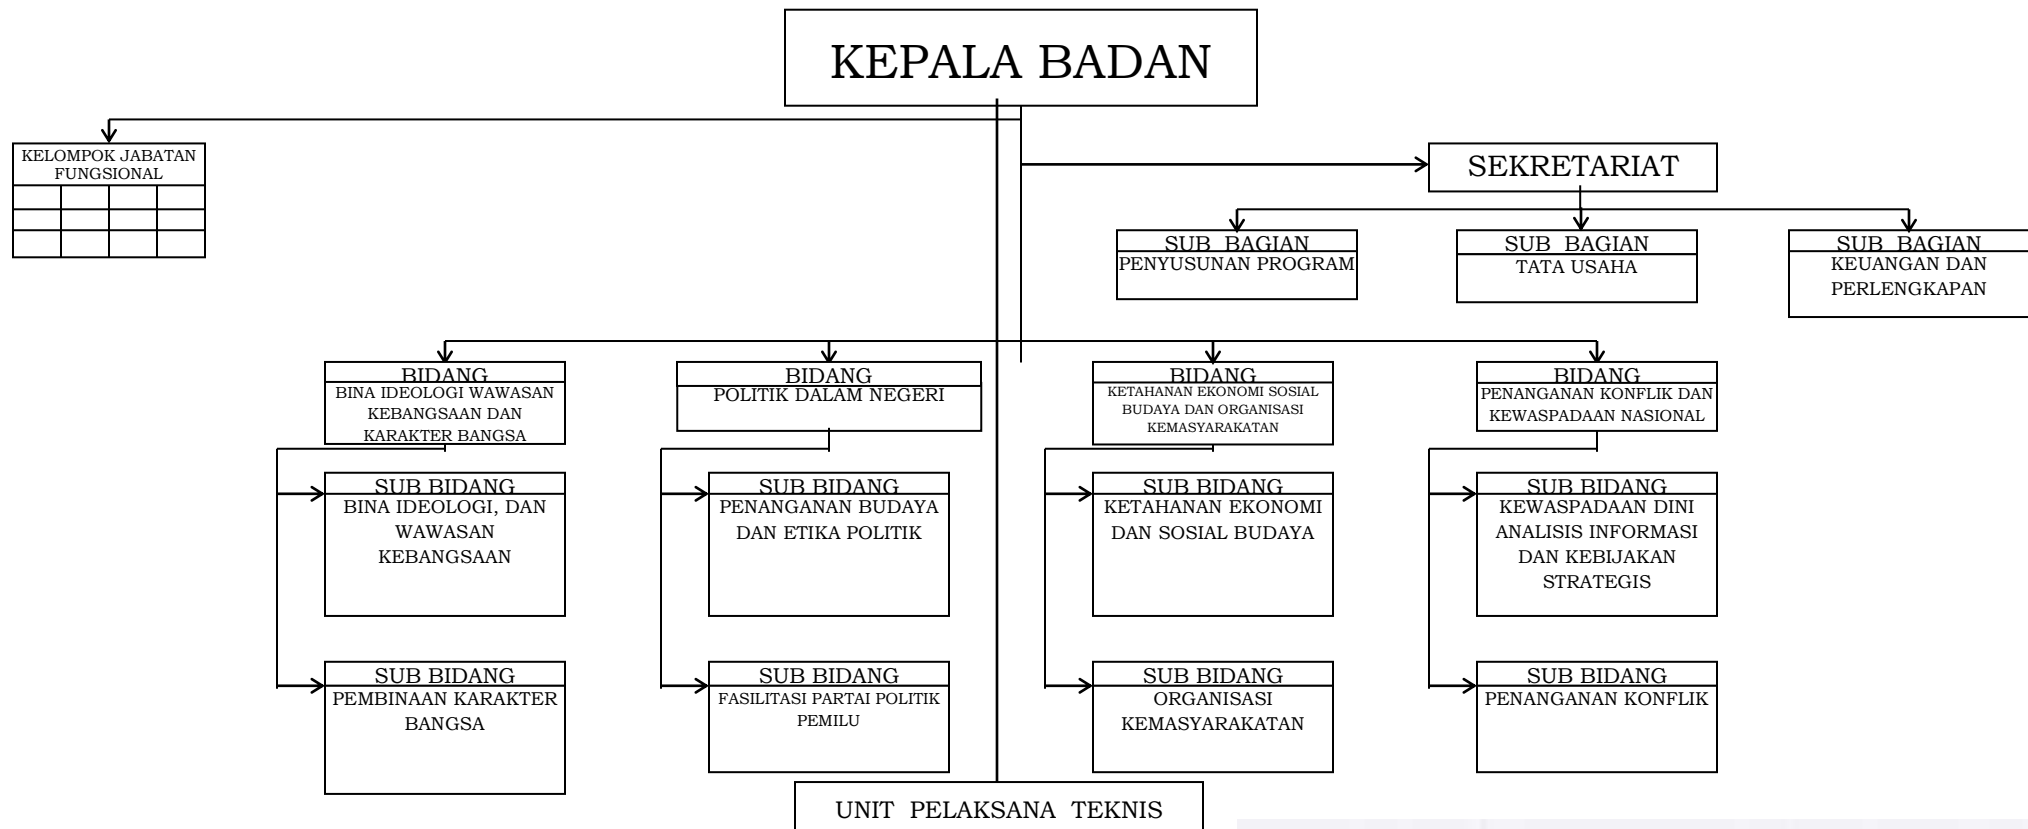 KEPALA BADAN
KELOMPOK JABATAN
FUNGSIONAL
SEKRETARIAT
SUB BAGIAN
PENYUSUNAN PROGRAM
SUB BAGIAN
TATA USAHA
SUB BAGIAN
KEUANGAN DAN
PERLENGKAPAN
BIDANG
BINA IDEOLOGI WAWASAN
KEBANGSAAN DAN
KARAKTER BANGSA
BIDANG
POLITIK DALAM NEGERI
BIDANG
KETAHANAN EKONOMI SOSIAL
BUDAYA DAN ORGANISASI
KEMASYARAKATAN
BIDANG
PENANGANAN KONFLIK DAN
KEWASPADAAN NASIONAL
SUB BIDANG
BINA IDEOLOGI, DAN
WAWASAN
KEBANGSAAN
SUB BIDANG
PENANGANAN BUDAYA
DAN ETIKA POLITIK
SUB BIDANG
KETAHANAN EKONOMI
DAN SOSIAL BUDAYA
SUB BIDANG
KEWASPADAAN DINI
ANALISIS INFORMASI
DAN KEBIJAKAN
STRATEGIS
SUB BIDANG
PEMBINAAN KARAKTER
BANGSA
SUB BIDANG
FASILITASI PARTAI POLITIK
PEMILU
SUB BIDANG
ORGANISASI
KEMASYARAKATAN
SUB BIDANG
PENANGANAN KONFLIK
UNIT PELAKSANA TEKNIS